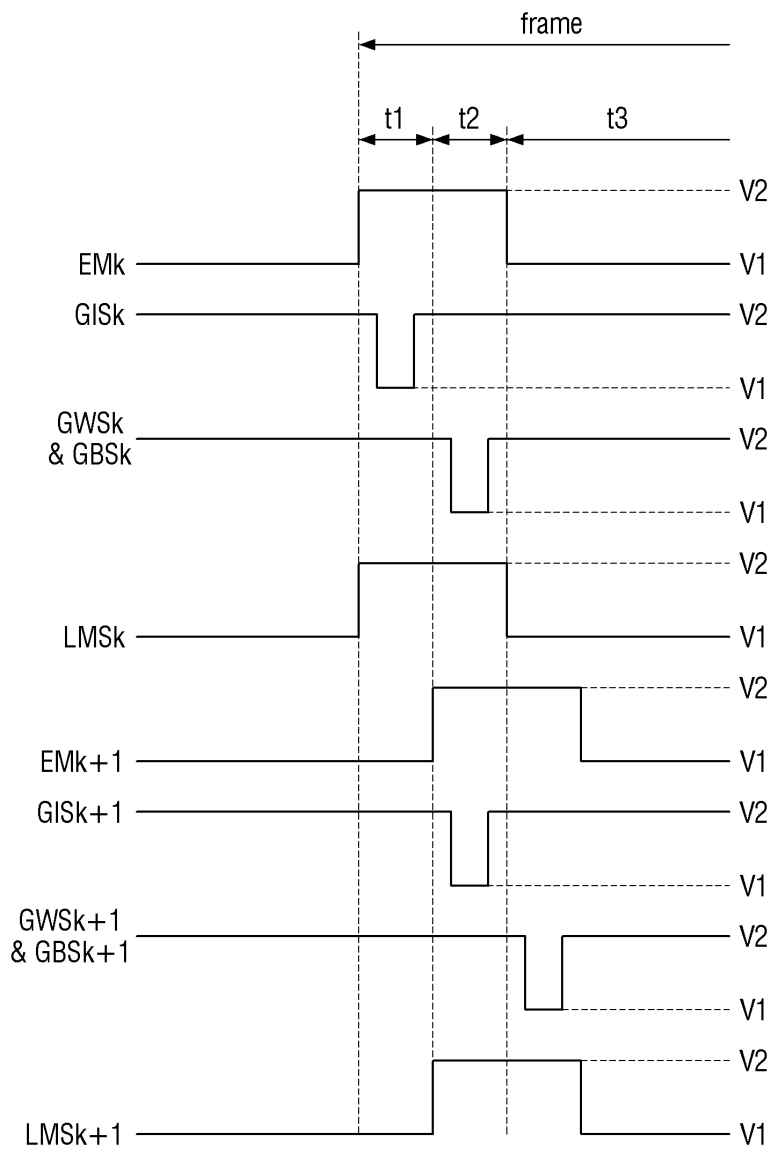 frame
t1 t2 t3
V2
EMk V1
GISk V2
V1
GWSk
& GBSk V2
V1
V2
LMSk V1
V2
EMk+1 V1
GISk+1 V2
V1
GWSk+1
& GBSk+1 V2
V1
V2
LMSk+1 V1